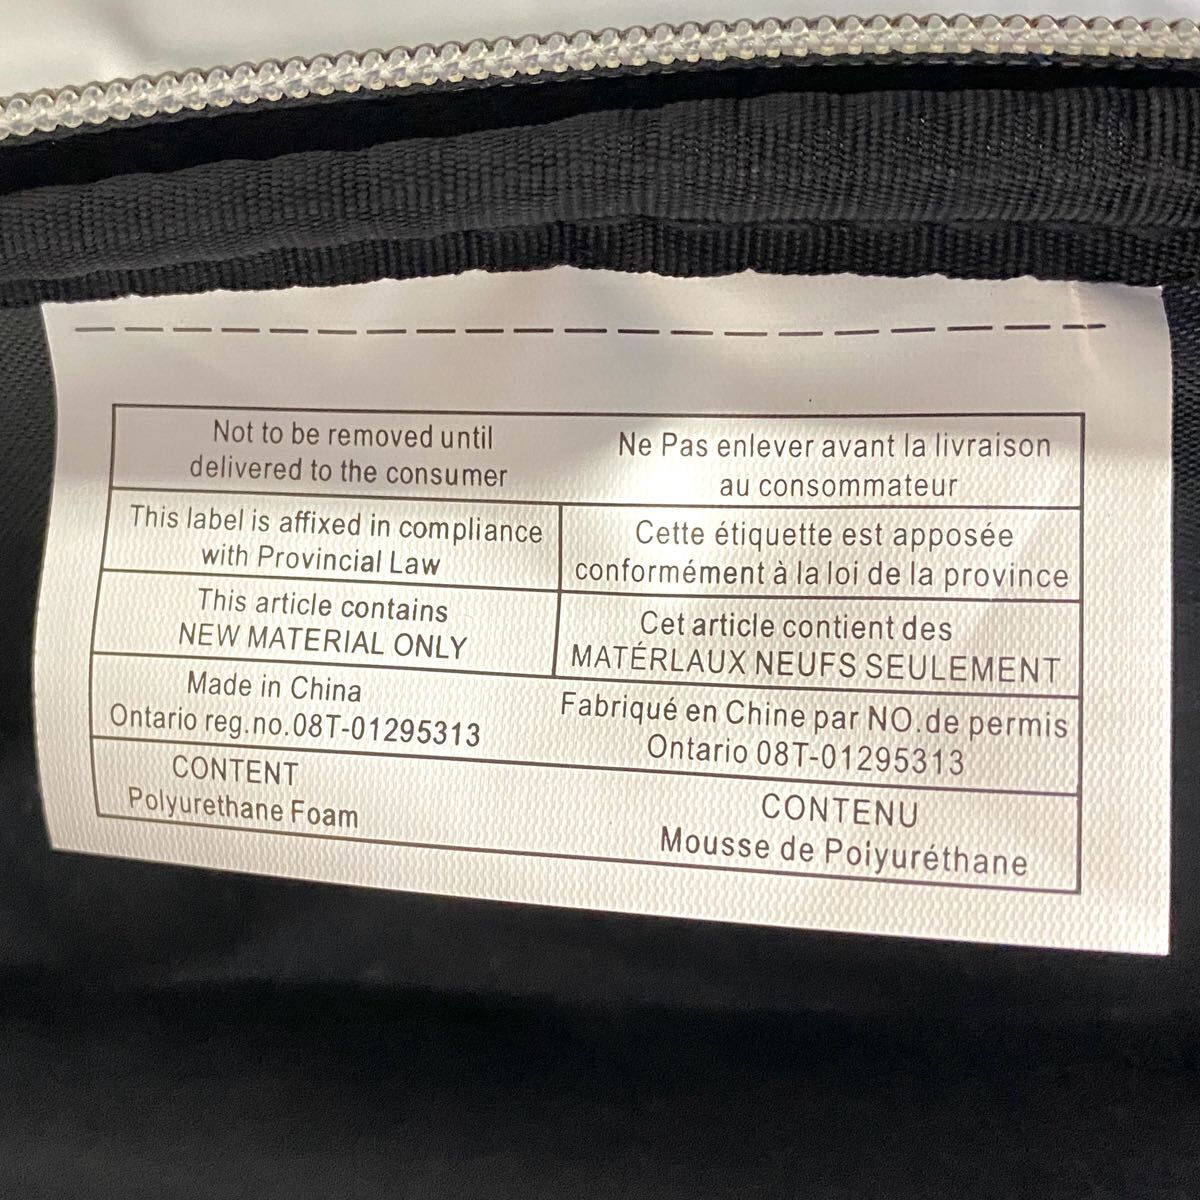 Not to be removed until
delivered to the consumer
Ne Pas enlever avant la livraison
au consommateur
This label is affixed in compliance
with Provincial Law
Cette étiquette est apposée
conformément à la loi de la province
This article contains
NEW MATERIAL ONLY
Cet article contient des
MATÉRLAUX NEUFS SEULEMENT
Made in China
Ontario reg.no.08T-01295313
Fabriqué en Chine par NO.de permis
Ontario 08T-01295313
CONTENT
Polyurethane Foam
CONTENU
Mousse de Poiyuréthane